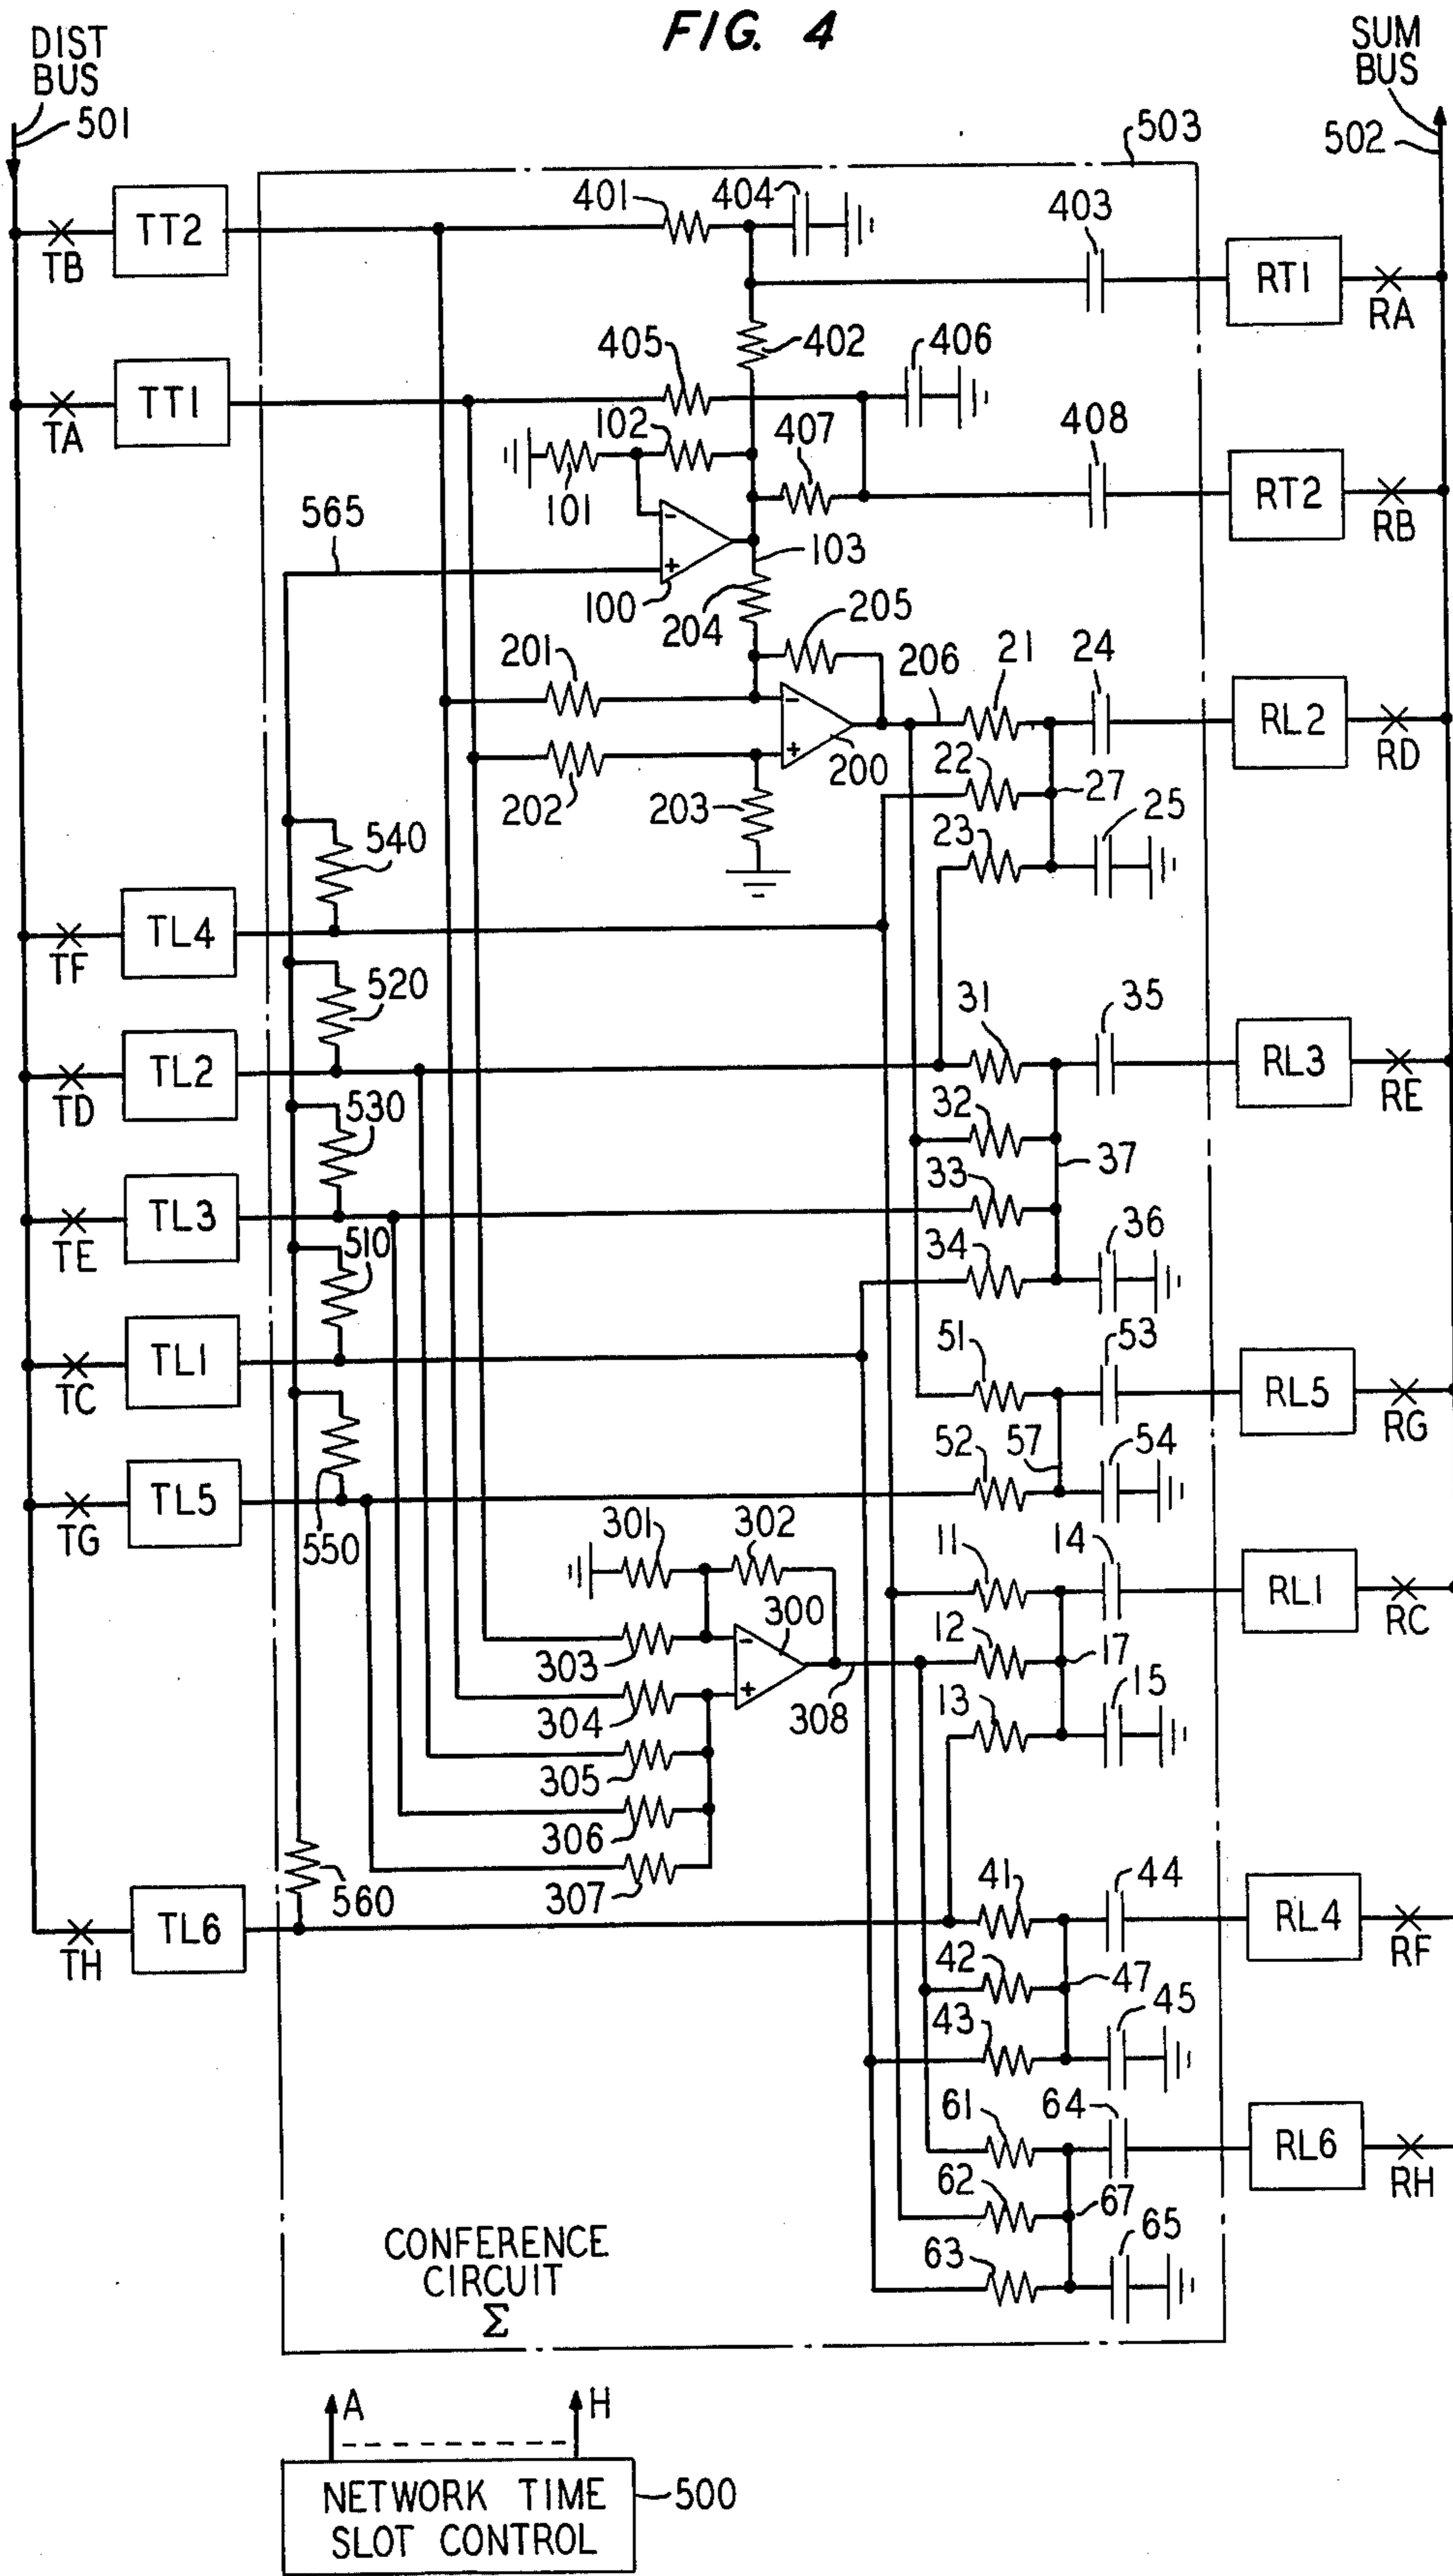 FIG. 4
DIST
BUS
501
SUM
BUS
502
503
401
404
403
TT2
TB
RT1
RA
402
405
406
TT1
TA
102
407
408
101
RT2
RB
565
103
100
204
205
201
206
21
24
RL2
RD
200
22
27
25
202
203
23
540
TL4
TF
520
31
35
TL2
TD
RL3
RE
530
32
37
33
TL3
TE
510
34
36
TL1
TC
51
53
RL5
RG
52
57
54
TL5
TG
550
301
302
11
14
300
RL1
RC
12
17
303
308
13
15
304
305
306
307
560
41
44
TL6
TH
RL4
RF
42
47
45
43
61
64
RL6
RH
62
67
65
63
CONFERENCE
CIRCUIT
Σ
A
H
NETWORK TIME
SLOT CONTROL
500